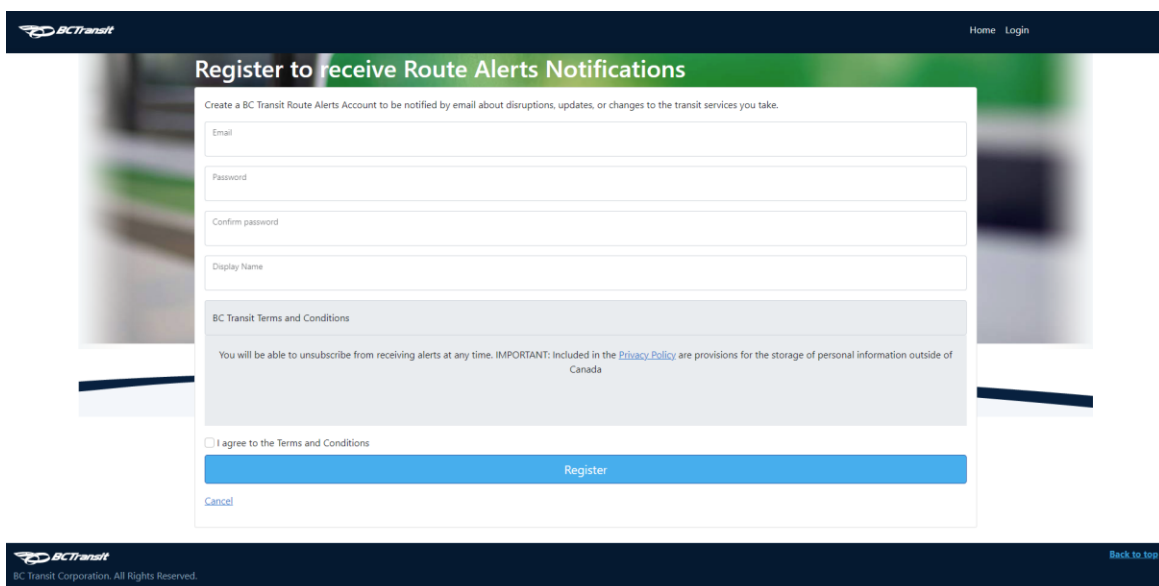 BCTransit
Home Login
Register to receive Route Alerts Notifications
Create a BC Transit Route Alerts Account to be notified by email about disruptions, updates, or changes to the transit services you take.
Email
Password
Confirm password
Display Name
BC Transit Terms and Conditions
You will be able to unsubscribe from receiving alerts at any time. IMPORTANT: Included in the Privacy Policy are provisions for the storage of personal information outside of
Canada
I agree to the Terms and Conditions
Register
Cancel
BCTransit
Back to top
BC Transit Corporation. All Rights Reserved.